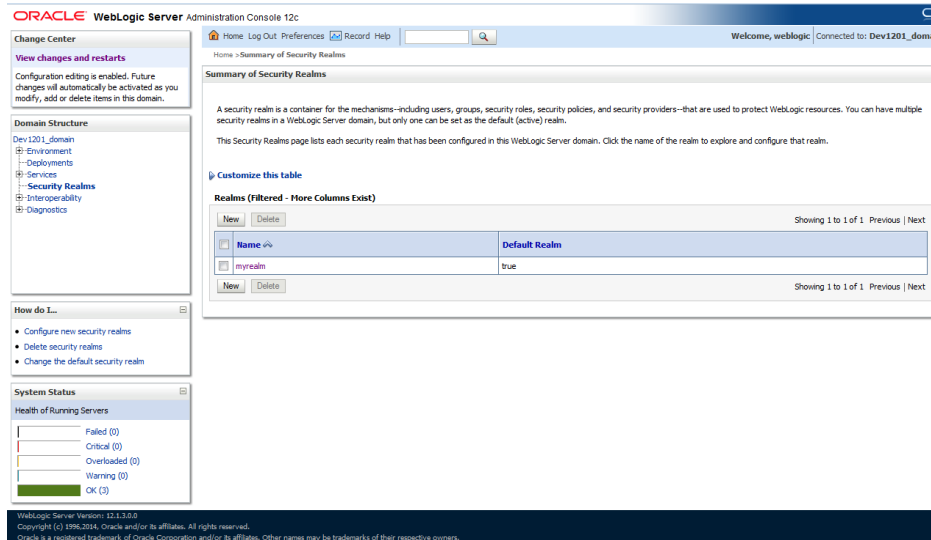 ORACLE WebLogic Server Administration Console 12c
Change Center
View changes and restarts
Configuration editing is enabled. Future
changes will automatically be activated as you
modify, add or delete items in this domain.
Domain Structure
Dev1201_domain
Environment
Deployments
Services
Security Realms
Interoperability
Diagnostics
How do I...
Configure new security realms
Delete security realms
Change the default security realm
System Status
Health of Running Servers
Failed (0)
Critical (0)
Overloaded (0)
Warning (0)
OK (3)
Home Log Out Preferences Record Help
Welcome, weblogic Connected to: Dev1201_doma
Home >Summary of Security Realms
Summary of Security Realms
A security realm is a container for the mechanisms--including users, groups, security roles, security policies, and security providers--that are used to protect WebLogic resources. You can have multiple
security realms in a WebLogic Server domain, but only one can be set as the default (active) realm.
This Security Realms page lists each security realm that has been configured in this WebLogic Server domain. Click the name of the realm to explore and configure that realm.
Customize this table
Realms (Filtered - More Columns Exist)
New Delete Showing 1 to 1 of 1 Previous | Next
Name Default Realm
myrealm true
New Delete Showing 1 to 1 of 1 Previous | Next
WebLogic Server Version: 12.1.3.0.0
Copyright (c) 1996,2014, Oracle and/or its affiliates. All rights reserved.
Oracle is a registered trademark of Oracle Corporation and/or its affiliates. Other names may be trademarks of their respective owners.